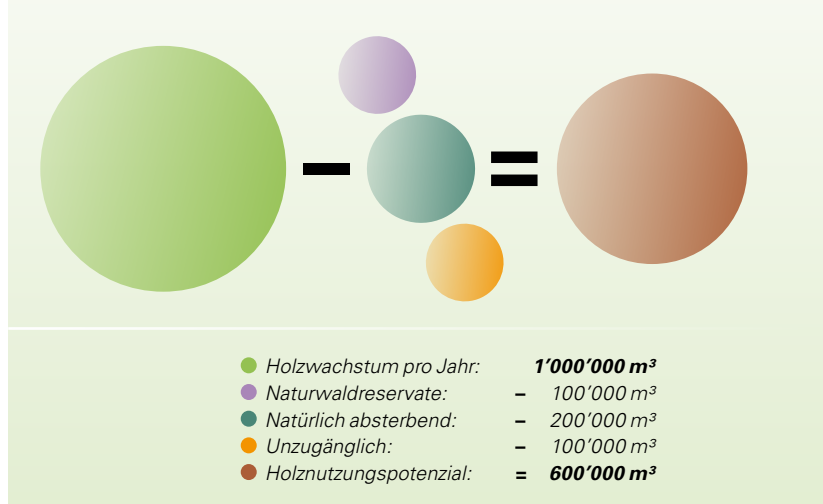 Holzwachstum pro Jahr: 1’000’000 m³
Naturwaldreservate: – 100’000 m³
Natürlich absterbend: – 200’000 m³
Unzugänglich: – 100’000 m³
Holznutzungspotenzial: = 600’000 m³